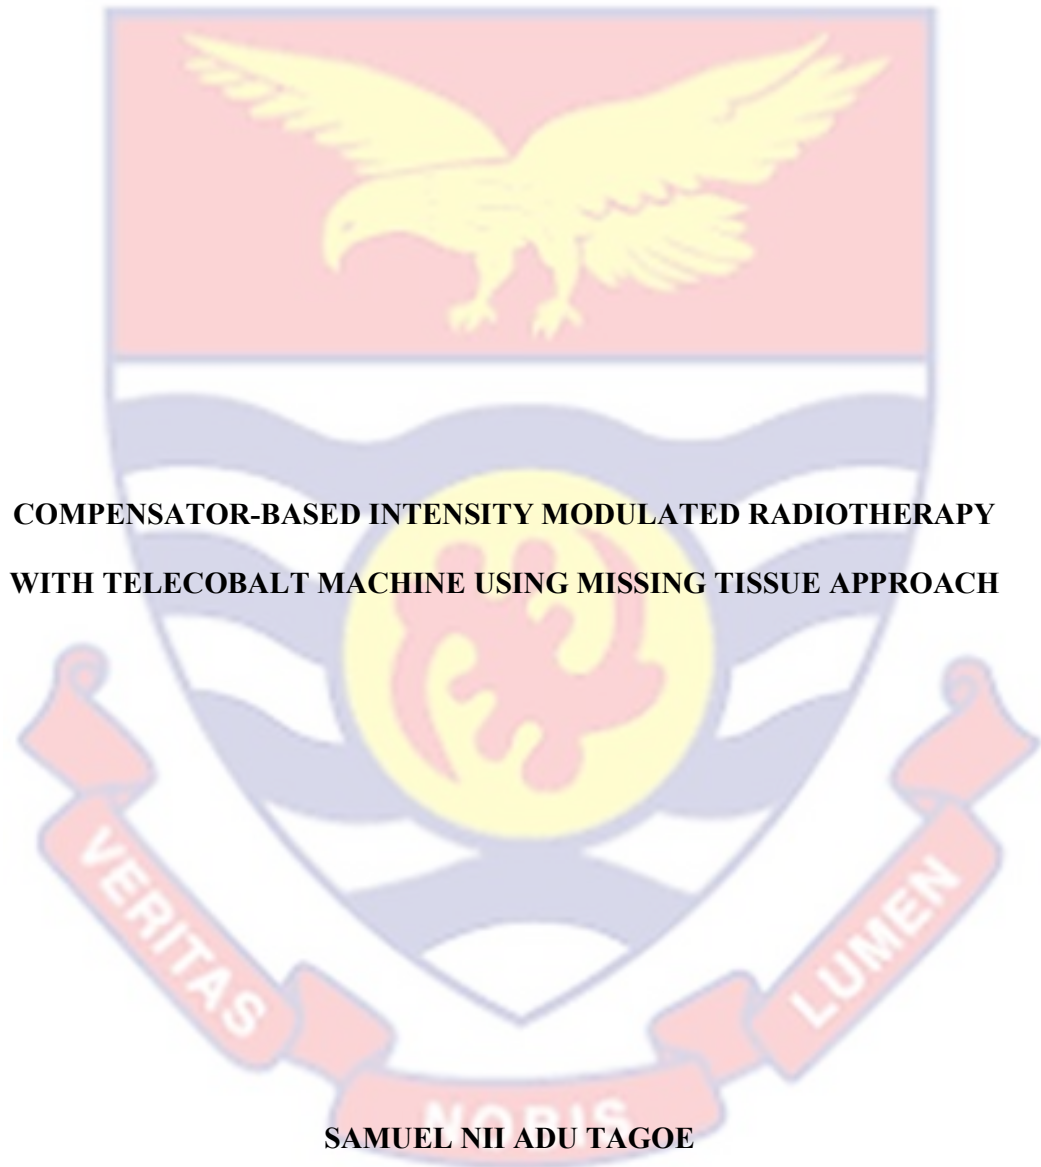 COMPENSATOR-BASED INTENSITY MODULATED RADIOTHERAPY
WITH TELECOBALT MACHINE USING MISSING TISSUE APPROACH
VERITAS
LUMEN
NOBIS
SAMUEL NII ADU TAGOE